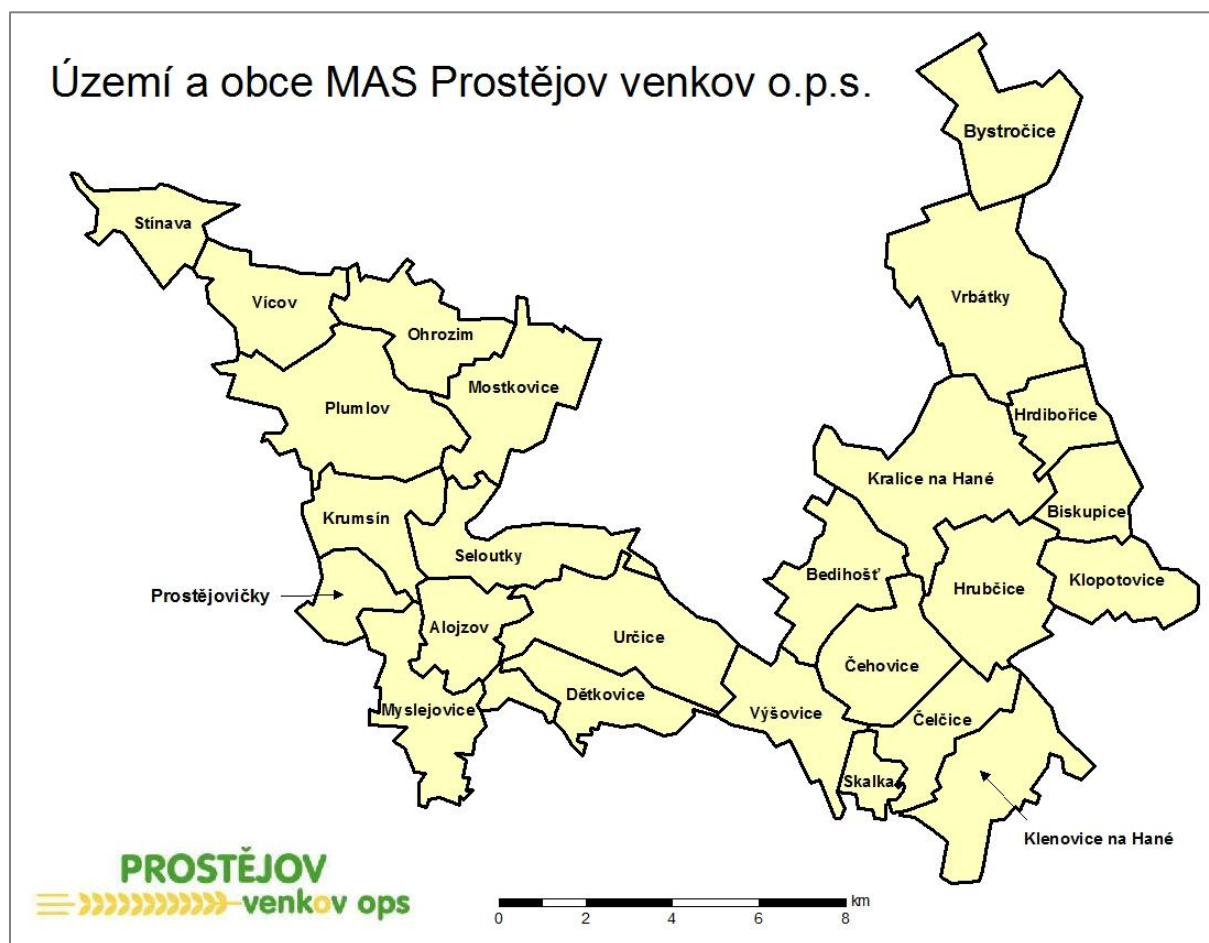 Území a obce MAS Prostějov venkov o.p.s.
Bystročice
Stínava
Vícov
Vrbátky
Ohrozim
Mostkovice
Plumlov
Hrdibořice
Kralice na Hané
Krumsín
Biskupice
Seloutky
Bedihošť
Klopotovice
Hrubčice
Prostějovičky
Alojzov
Určice
Čehovice
Dětkovice
Myslejovice
Výšovice
Čelčice
Skalka
Klenovice na Hané
PROSTĚJOV
venkov ops
km
0 2 4 6 8